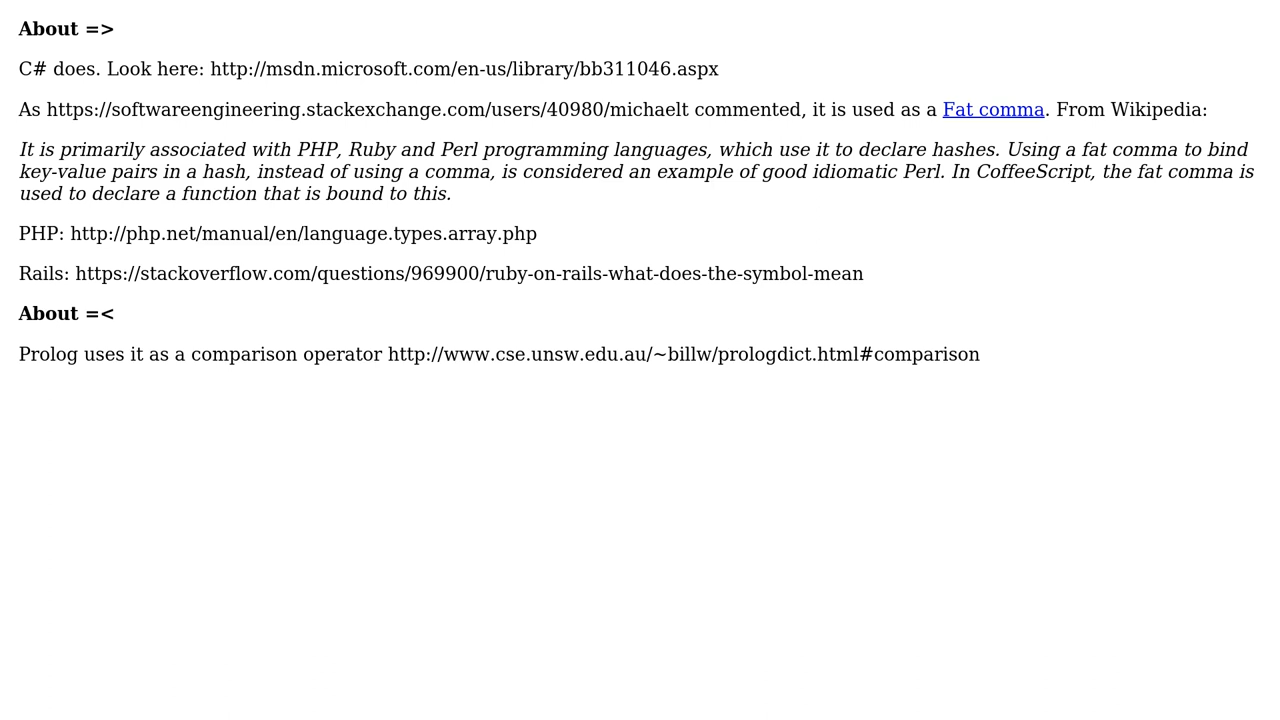 About =>
C# does. Look here: http://msdn.microsoft.com/en-us/library/bb311046.aspx
As https://softwareengineering.stackexchange.com/users/40980/michaelt commented, it is used as a Fat comma. From Wikipedia:
It is primarily associated with PHP, Ruby and Perl programming languages, which use it to declare hashes. Using a fat comma to bind
key-value pairs in a hash, instead of using a comma, is considered an example of good idiomatic Perl. In CoffeeScript, the fat comma is
used to declare a function that is bound to this.
PHP: http://php.net/manual/en/language.types.array.php
Rails: https://stackoverflow.com/questions/969900/ruby-on-rails-what-does-the-symbol-mean
About =<
Prolog uses it as a comparison operator http://www.cse.unsw.edu.au/~billw/prologdict.html#comparison